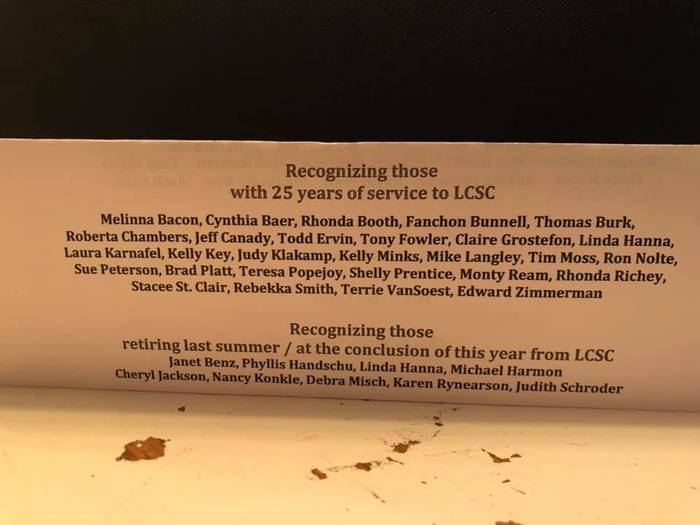 Recognizing those
with 25 years of service to LCSC
Melinna Bacon, Cynthia Baer, Rhonda Booth, Fanchon Bunnell, Thomas Burk,
Roberta Chambers, Jeff Canady, Todd Ervin, Tony Fowler, Claire Grostefon, Linda Hanna,
Laura Karnafel, Kelly Key, Judy Klakamp, Kelly Minks, Mike Langley, Tim Moss, Ron Nolte,
Sue Peterson, Brad Platt, Teresa Popejoy, Shelly Prentice, Monty Ream, Rhonda Richey,
Stacee St. Clair, Rebekka Smith, Terrie VanSoest, Edward Zimmerman
Recognizing those
retiring last summer / at the conclusion of this year from LCSC
Janet Benz, Phyllis Handschu, Linda Hanna, Michael Harmon
Cheryl Jackson, Nancy Konkle, Debra Misch, Karen Rynearson, Judith Schroder